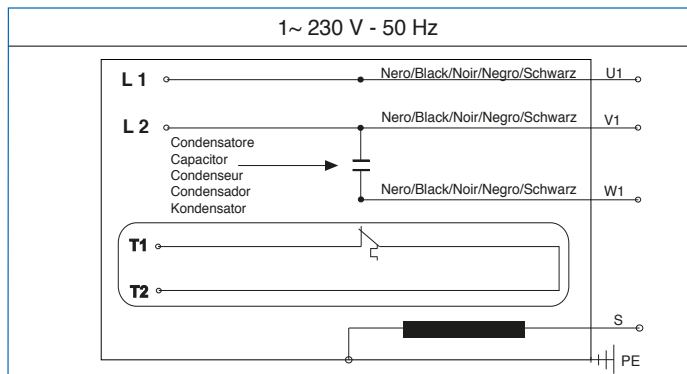 1~ 230 V - 50 Hz
L 1
Nero/Black/Noir/Negro/Schwarz
U1
L 2
Nero/Black/Noir/Negro/Schwarz
V1
Condensatore
Capacitor
Condenseur
Condensador
Kondensator
Nero/Black/Noir/Negro/Schwarz
W1
T1
T2
S
PE